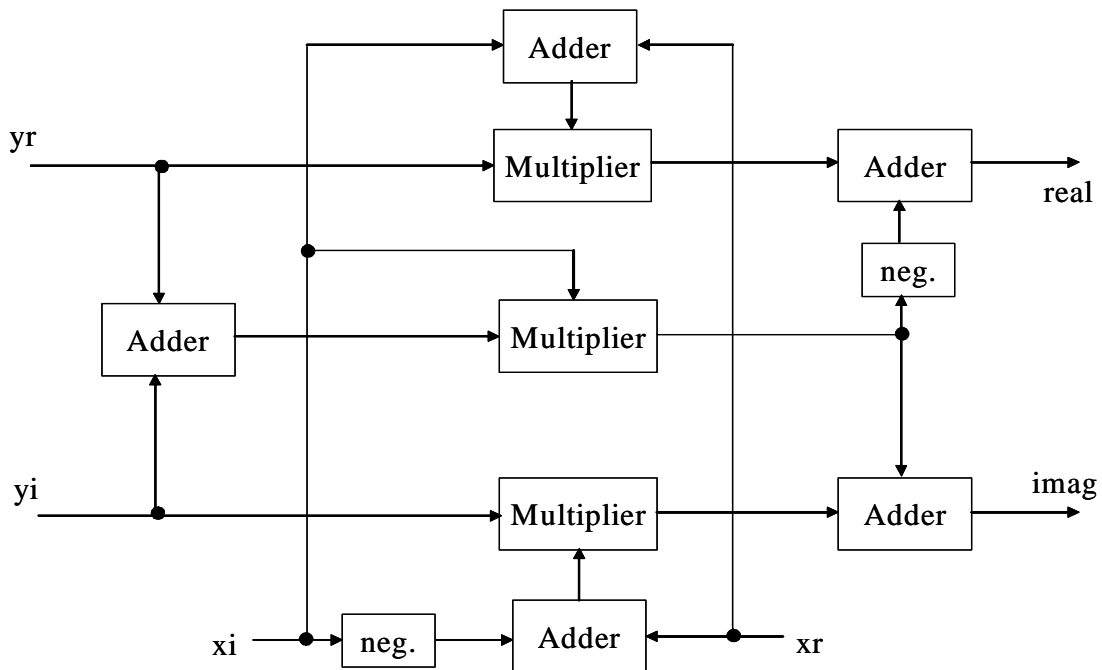 Adder
yr
Multiplier
Adder
real
neg.
Adder
Multiplier
yi
Multiplier
Adder
imag
xi
neg.
Adder
xr